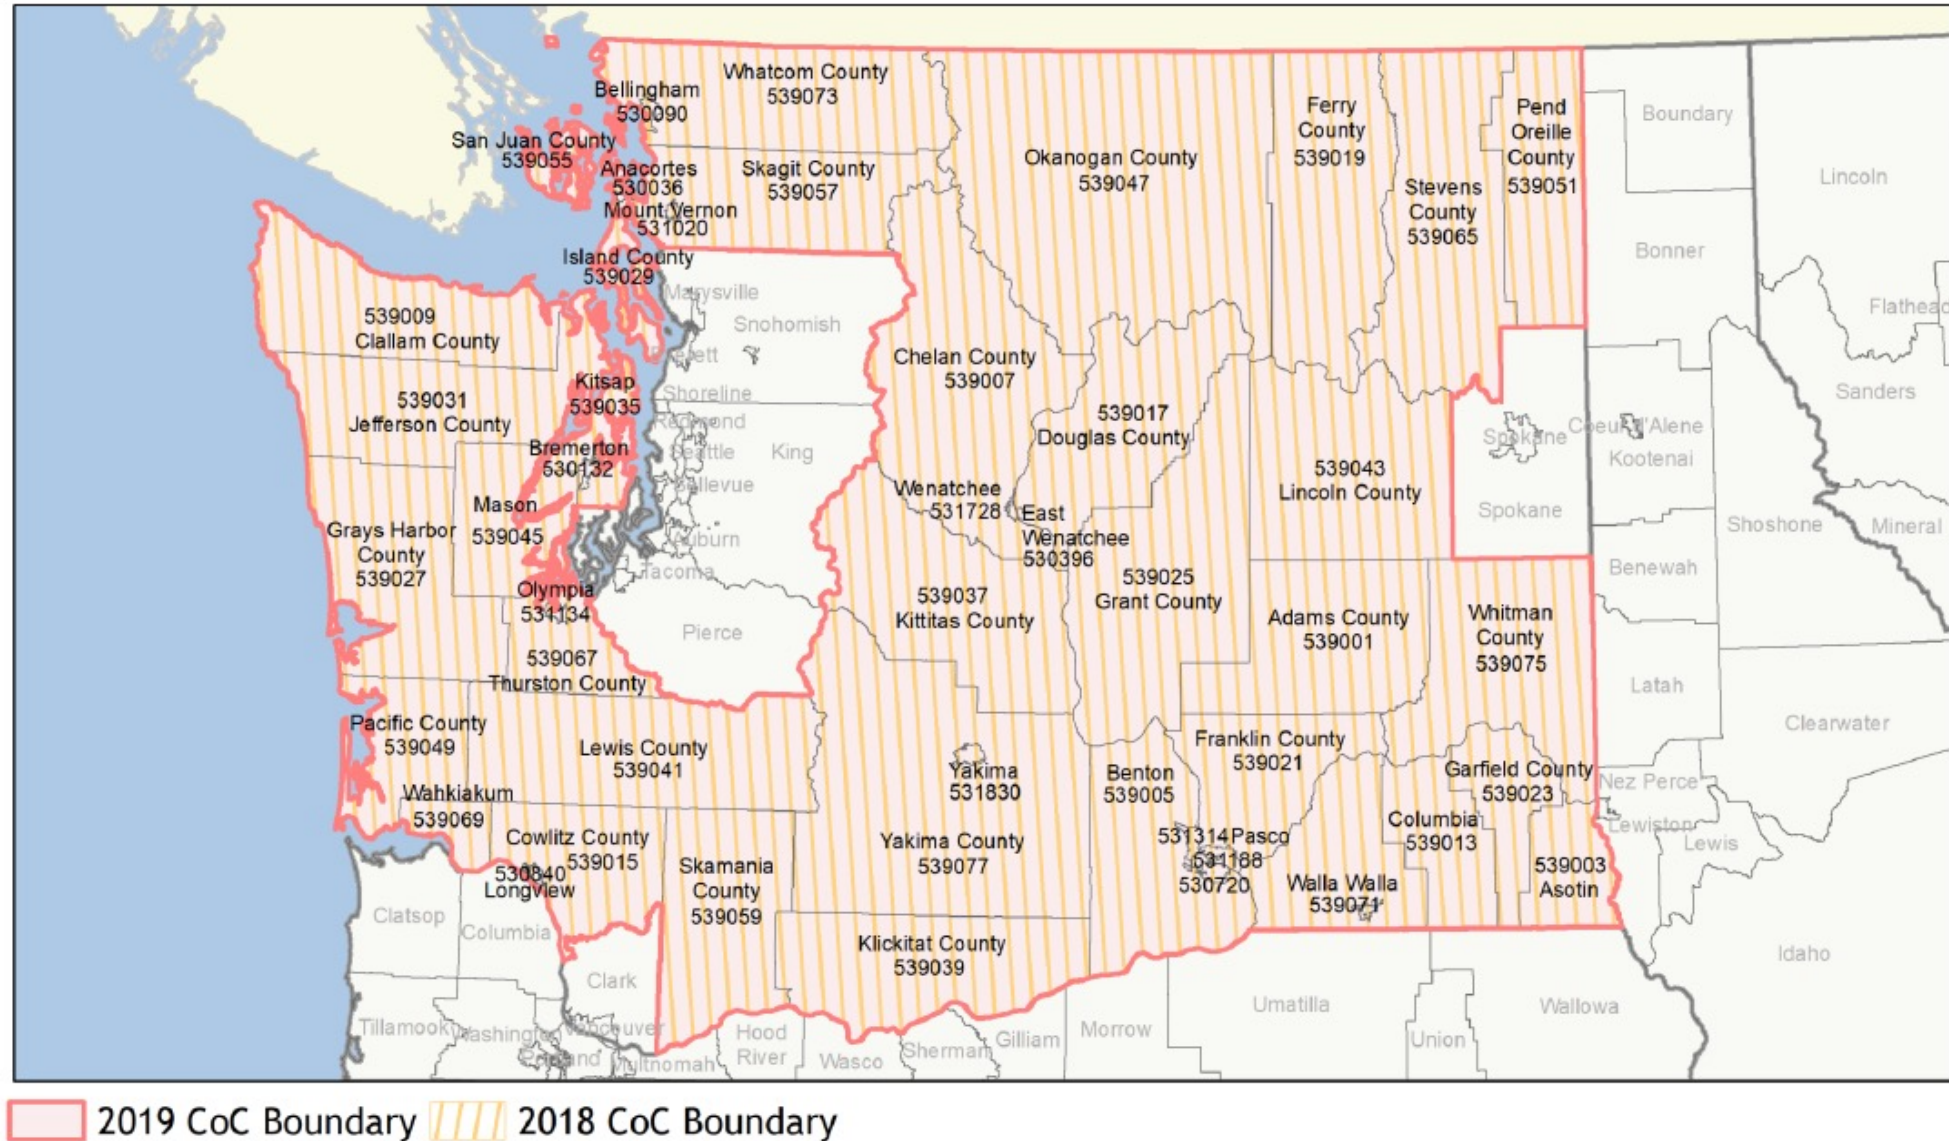 Whatcom County
539073
Bellingham
530090
San Juan County
539055
Anacortes
530036
Skagit County
539057
Mount Vernon
531020
Island County
539029
Okanogan County
539047
Ferry
County
539019
Stevens
County
539065
Pend
Oreille
County
539051
Boundary
Lincoln
Bonner
Flathead
Marysville
Snohomish
539009
Clallam County
Chelan County
539007
Kitsap
539035
Shoreline
Sanders
539031
Jefferson County
539017
Douglas County
Redmond
Seattle
King
Spokane
Coeur d'Alene
Kootenai
Bremerton
530132
Bellevue
539043
Lincoln County
Wenatchee
531728
East
Wenatchee
530396
Mason
539045
Spokane
Shoshone
Mineral
Grays Harbor
County
539027
Auburn
Tacoma
Benewah
Olympia
531134
539037
Kittitas County
539025
Grant County
Adams County
539001
Whitman
County
539075
Pierce
539067
Thurston County
Latah
Pacific County
539049
Lewis County
539041
Franklin County
539021
Clearwater
Yakima
531830
Benton
539005
Garfield County
539023
Nez Perce
Wahkiakum
539069
Cowlitz County
539015
530840
Longview
Skamania
County
539059
Yakima County
539077
531314 Pasco
531188
530720
Columbia
539013
Lewiston
Lewis
Walla Walla
539071
539003
Asotin
Clatsop
Columbia
Klickitat County
539039
Idaho
Clark
Umatilla
Wallowa
Tillamook
Washington
Vancouver
Portland
Multnomah
Hood
River
Wasco
Sherman
Gilliam
Morrow
Union
2019 CoC Boundary
2018 CoC Boundary